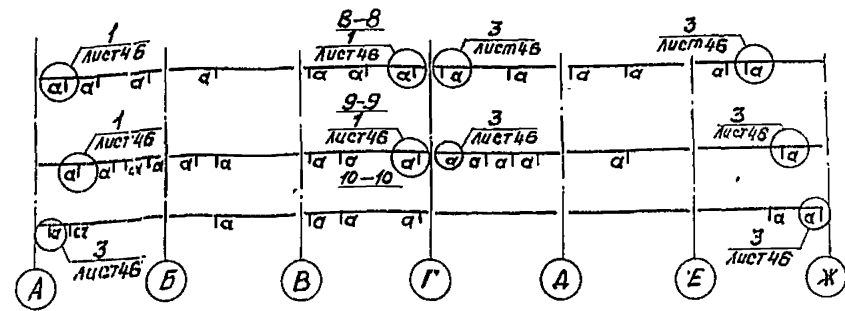 8-8
1 1 3 3
Лист46 Лист46 Лист46 Лист46
а а а а а а а а а а а а а
9-9
1 1 3 3
Лист46 Лист46 Лист46 Лист46
а а а а а а а а а а а а а а а
10-10
а а а а а а а
3 3
Лист46 Лист46
А Б В Г Д Е Ж